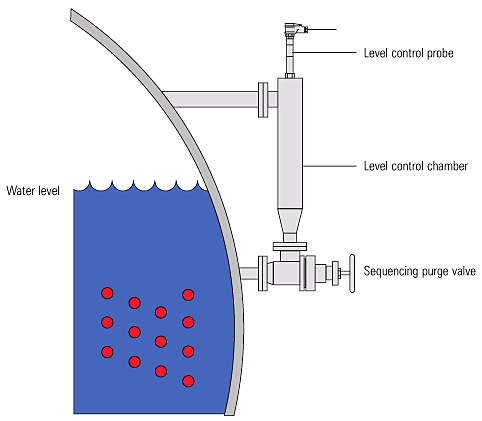 Level control probe
Level control chamber
Water level
Sequencing purge valve